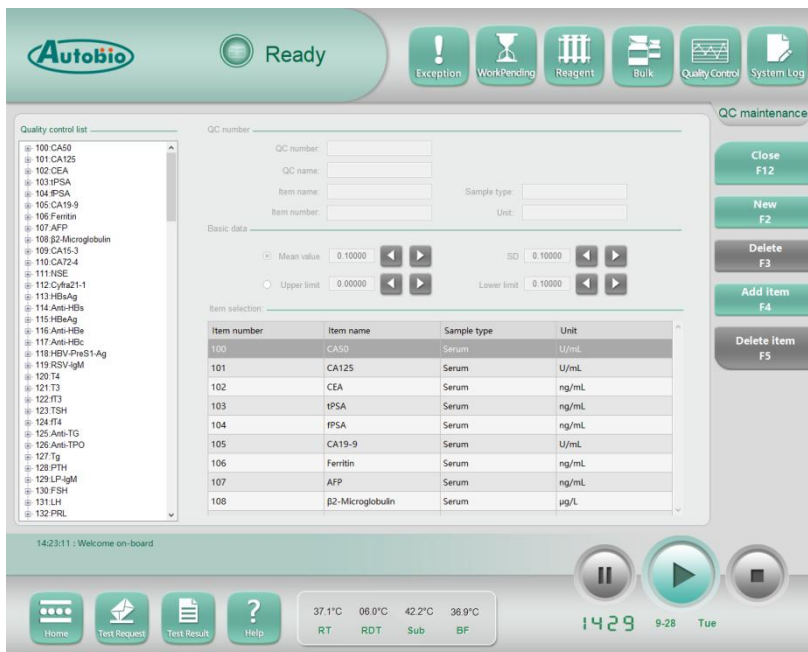 Autobio
Ready
Exception
WorkPending
Reagent
Bulk
Quality Control
System Log
QC maintenance
Quality control list
100:CA50
101:CA125
102:CEA
103:tPSA
104:fPSA
105:CA19-9
106:Ferritin
107:AFP
108:β2-Microglobulin
109:CA15-3
110:CA72-4
111:NSE
112:Cyfra21-1
113:HBsAg
114:Anti-HBs
115:HBeAg
116:Anti-HBe
117:Anti-HBc
118:HBV-PreS1-Ag
119:RSV-IgM
120:T4
121:T3
122:fT3
123:TSH
124:fT4
125:Anti-TG
126:Anti-TPO
127:Tg
128:PTH
129:LP-IgM
130:FSH
131:LH
132:PRL
QC number
QC number:
QC name:
Item name: Sample type:
Item number: Unit:
Basic data
Mean value 0.10000 SD 0.10000
Upper limit 0.00000 Lower limit 0.10000
Item selection:
Item number Item name Sample type Unit
100 CA50 Serum U/mL
101 CA125 Serum U/mL
102 CEA Serum ng/mL
103 tPSA Serum ng/mL
104 fPSA Serum ng/mL
105 CA19-9 Serum U/mL
106 Ferritin Serum ng/mL
107 AFP Serum ng/mL
108 β2-Microglobulin Serum μg/L
Close
F12
New
F2
Delete
F3
Add item
F4
Delete item
F5
14:23:11 : Welcome on-board
Home
Test Request
Test Result
Help
37.1°C 06.0°C 42.2°C 36.9°C
RT RDT Sub BF
1429 9-28 Tue